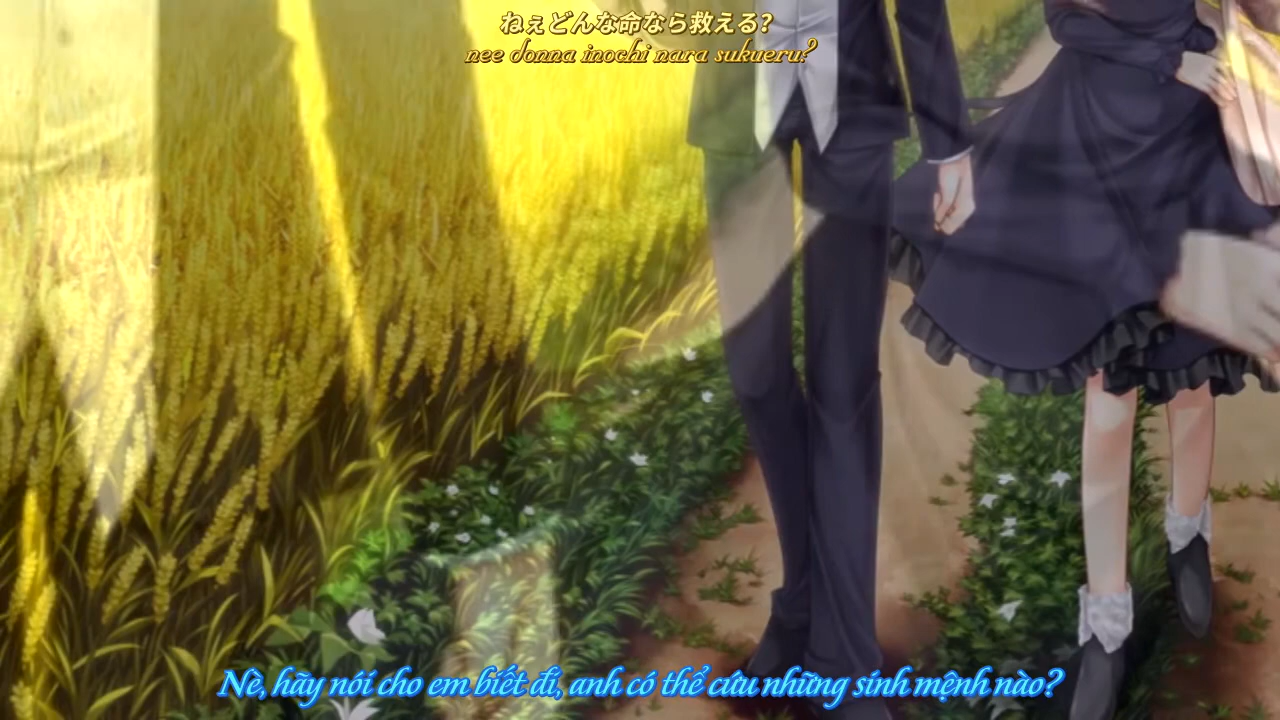 ねぇどんな命なら救える?
nee donna inochi nara sukueru?
Nè, hãy nói cho em biết đi, anh có thể cứu những sinh mệnh nào?